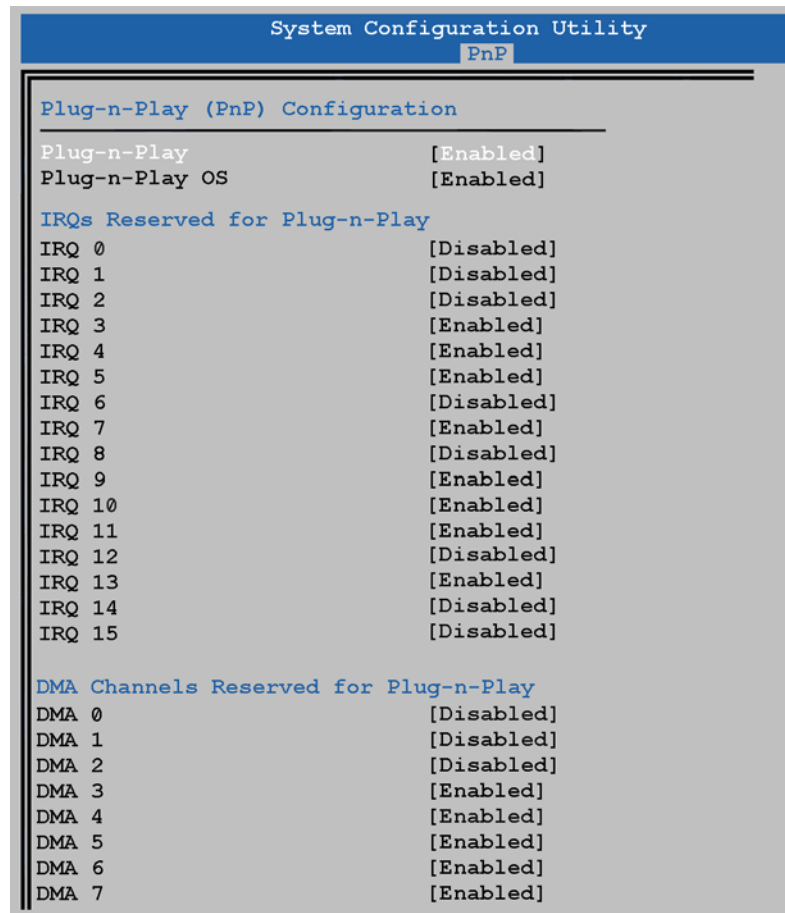 System Configuration Utility
PnP
Plug-n-Play (PnP) Configuration
Plug-n-Play [Enabled]
Plug-n-Play OS [Enabled]
IRQs Reserved for Plug-n-Play
IRQ 0 [Disabled]
IRQ 1 [Disabled]
IRQ 2 [Disabled]
IRQ 3 [Enabled]
IRQ 4 [Enabled]
IRQ 5 [Enabled]
IRQ 6 [Disabled]
IRQ 7 [Enabled]
IRQ 8 [Disabled]
IRQ 9 [Enabled]
IRQ 10 [Enabled]
IRQ 11 [Enabled]
IRQ 12 [Disabled]
IRQ 13 [Enabled]
IRQ 14 [Disabled]
IRQ 15 [Disabled]
DMA Channels Reserved for Plug-n-Play
DMA 0 [Disabled]
DMA 1 [Disabled]
DMA 2 [Disabled]
DMA 3 [Enabled]
DMA 4 [Enabled]
DMA 5 [Enabled]
DMA 6 [Enabled]
DMA 7 [Enabled]